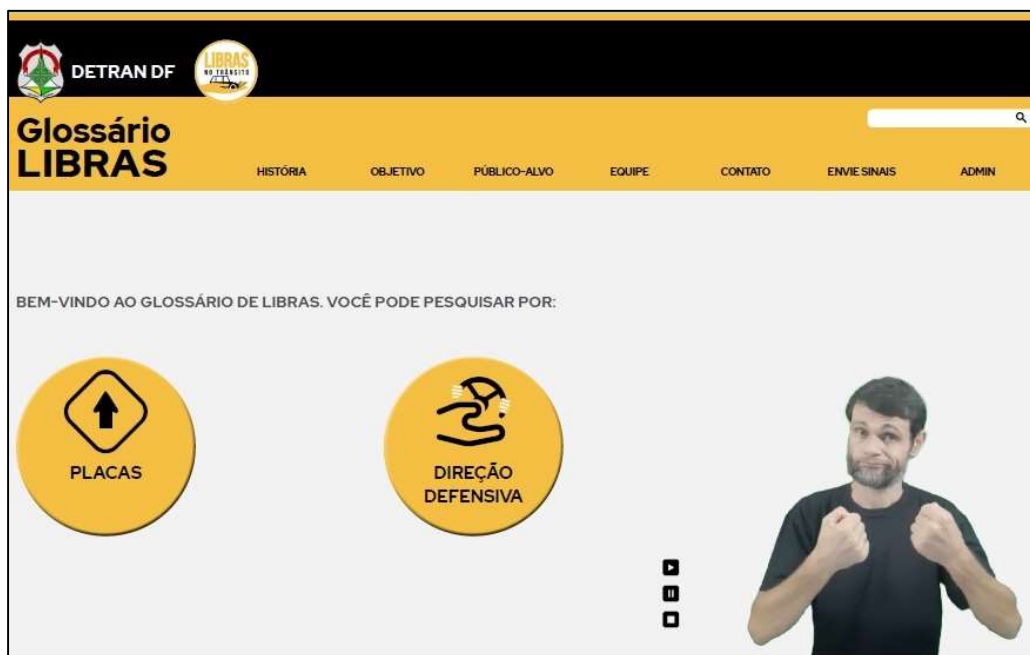 DETRAN DF
LIBRAS
NO TRÂNSITO
Glossário
LIBRAS
HISTÓRIA
OBJETIVO
PÚBLICO-ALVO
EQUIPE
CONTATO
ENVIE SINAIS
ADMIN
BEM-VINDO AO GLOSSÁRIO DE LIBRAS. VOCÊ PODE PESQUISAR POR:
PLACAS
DIREÇÃO
DEFENSIVA